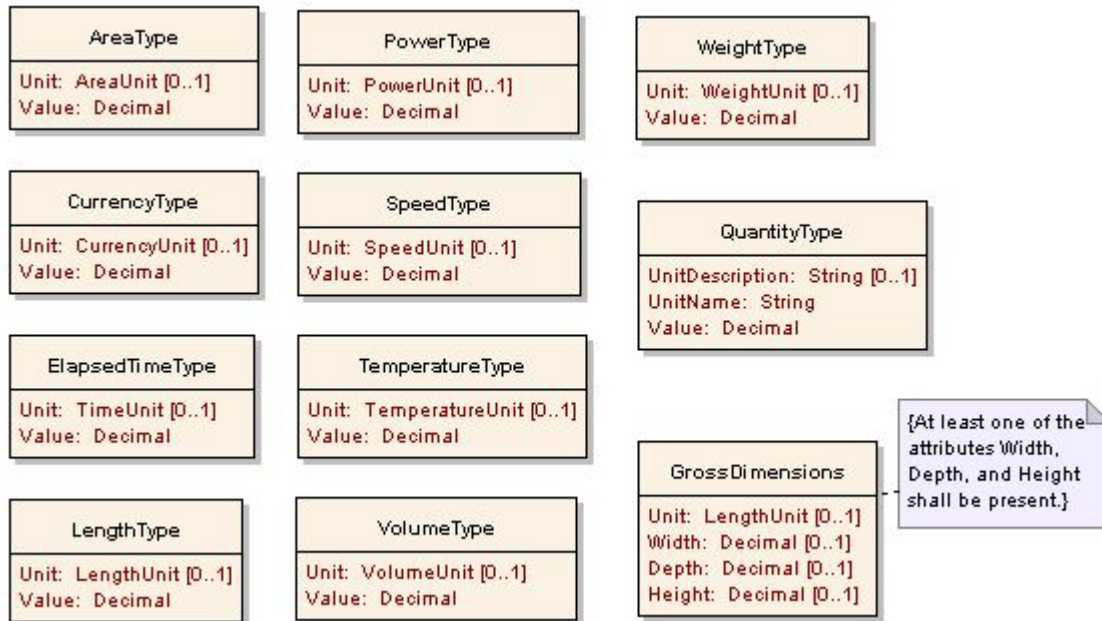 AreaType
Unit: AreaUnit [0..1]
Value: Decimal
PowerType
Unit: PowerUnit [0..1]
Value: Decimal
WeightType
Unit: WeightUnit [0..1]
Value: Decimal
CurrencyType
Unit: CurrencyUnit [0..1]
Value: Decimal
SpeedType
Unit: SpeedUnit [0..1]
Value: Decimal
QuantityType
UnitDescription: String [0..1]
UnitName: String
Value: Decimal
ElapsedTimeType
Unit: TimeUnit [0..1]
Value: Decimal
TemperatureType
Unit: TemperatureUnit [0..1]
Value: Decimal
GrossDimensions
Unit: LengthUnit [0..1]
Width: Decimal [0..1]
Depth: Decimal [0..1]
Height: Decimal [0..1]
{At least one of the
attributes Width,
Depth, and Height
shall be present.}
LengthType
Unit: LengthUnit [0..1]
Value: Decimal
VolumeType
Unit: VolumeUnit [0..1]
Value: Decimal